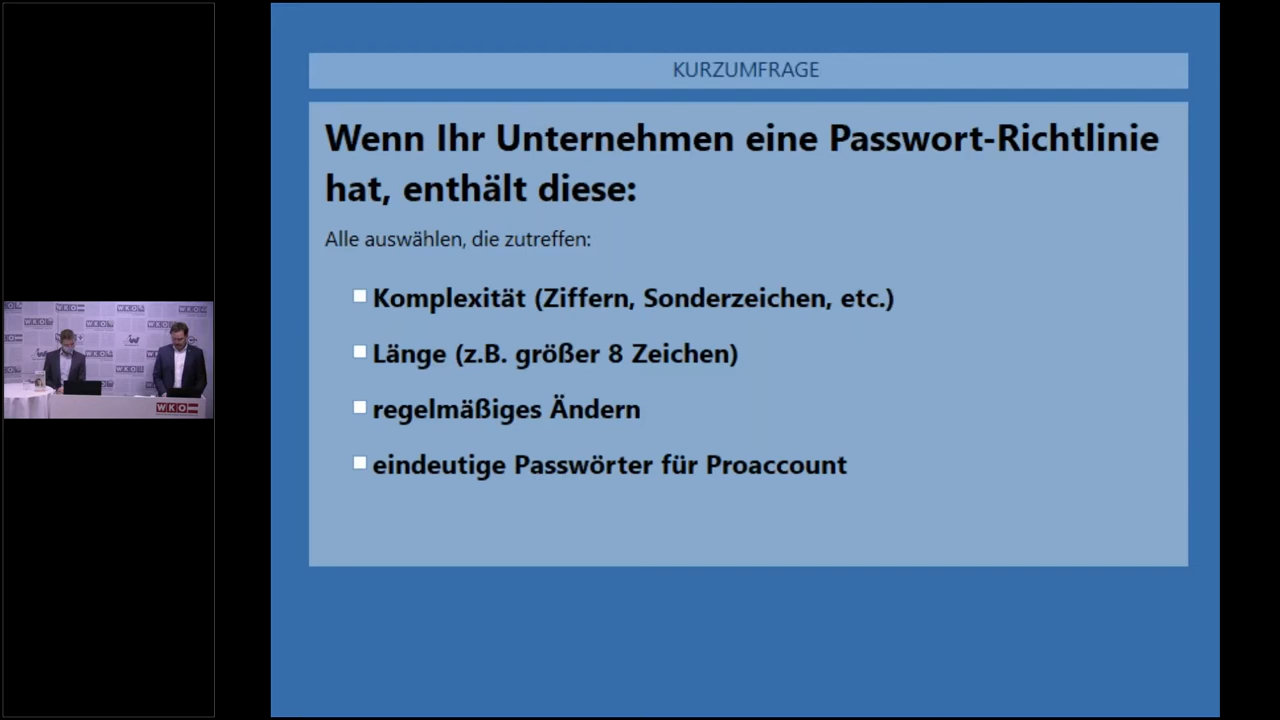 KURZUMFRAGE
Wenn Ihr Unternehmen eine Passwort-Richtlinie
hat, enthält diese:
Alle auswählen, die zutreffen:
Komplexität (Ziffern, Sonderzeichen, etc.)
Länge (z.B. größer 8 Zeichen)
regelmäßiges Ändern
eindeutige Passwörter für Proaccount
WKO